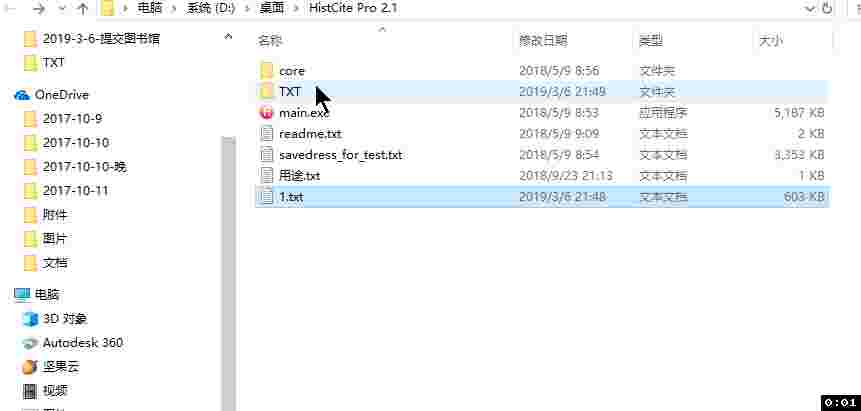 电脑 > 系统 (D:) > 桌面 > HistCite Pro 2.1
2019-3-6-提交图书馆
TXT
OneDrive
2017-10-9
2017-10-10
2017-10-10-晚
2017-10-11
附件
图片
文档
电脑
3D 对象
Autodesk 360
坚果云
视频
名称 修改日期 类型 大小
core 2018/5/9 8:56 文件夹
TXT 2019/3/6 21:49 文件夹
main.exe 2018/5/9 8:53 应用程序 5,187 KB
readme.txt 2018/5/9 9:09 文本文档 2 KB
savedress_for_test.txt 2018/5/9 8:54 文本文档 3,353 KB
用途.txt 2018/9/23 21:13 文本文档 1 KB
1.txt 2019/3/6 21:48 文本文档 603 KB
0:01